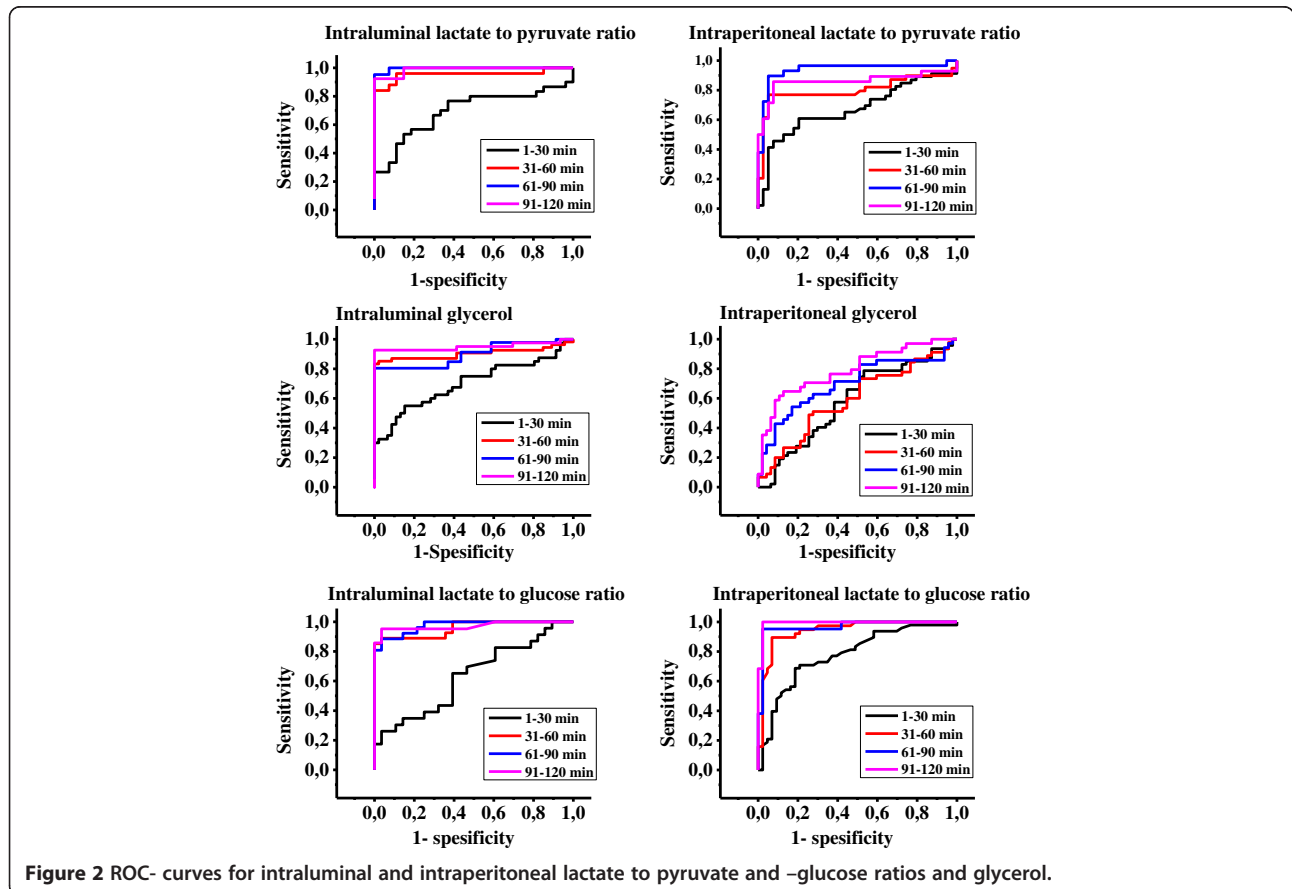 Intraluminal lactate to pyruvate ratio
1,0
0,8
0,6
0,4
0,2
0,0
Sensitivity
1-30 min
31-60 min
61-90 min
91-120 min
0,0 0,2 0,4 0,6 0,8 1,0
1-spesificity
Intraperitoneal lactate to pyruvate ratio
1,0
0,8
0,6
0,4
0,2
0,0
Sensitivity
1-30 min
31-60 min
61-90 min
91-120 min
0,0 0,2 0,4 0,6 0,8 1,0
1- spesificity
Intraluminal glycerol
1,0
0,8
0,6
0,4
0,2
0,0
Sensitivity
1-30 min
31-60 min
61-90 min
91-120 min
0,0 0,2 0,4 0,6 0,8 1,0
1-Spesificity
Intraperitoneal glycerol
1,0
0,8
0,6
0,4
0,2
0,0
Sensitivity
1-30 min
31-60 min
61-90 min
91-120 min
0,0 0,2 0,4 0,6 0,8 1,0
1-spesificity
Intraluminal lactate to glucose ratio
1,0
0,8
0,6
0,4
0,2
0,0
Sensitivity
1-30 min
31-60 min
61-90 min
91-120 min
0,0 0,2 0,4 0,6 0,8 1,0
1- spesificity
Intraperitoneal lactate to glucose ratio
1,0
0,8
0,6
0,4
0,2
0,0
Sensitivity
1-30 min
31-60 min
61-90 min
91-120 min
0,0 0,2 0,4 0,6 0,8 1,0
1- spesificity
Figure 2 ROC- curves for intraluminal and intraperitoneal lactate to pyruvate and –glucose ratios and glycerol.